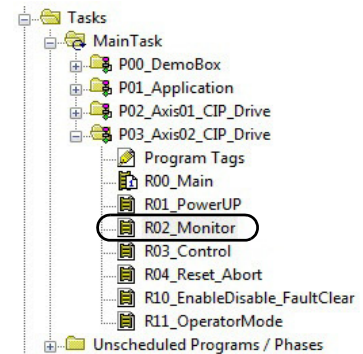 Tasks
MainTask
P00_DemoBox
P01_Application
P02_Axis01_CIP_Drive
P03_Axis02_CIP_Drive
Program Tags
R00_Main
R01_PowerUP
R02_Monitor
R03_Control
R04_Reset_Abort
R10_EnableDisable_FaultClear
R11_OperatorMode
Unscheduled Programs / Phases